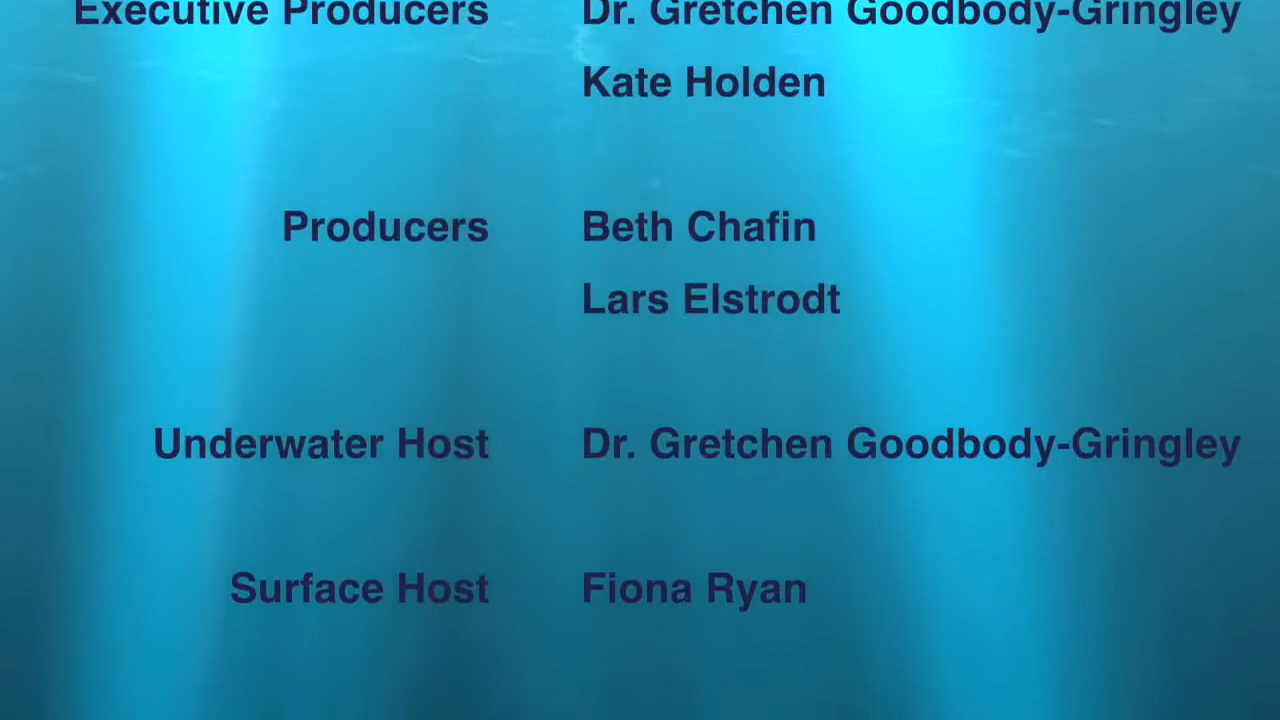 Executive Producers Dr. Gretchen Goodbody-Gringley
Kate Holden
Producers Beth Chafin
Lars Elstrodt
Underwater Host Dr. Gretchen Goodbody-Gringley
Surface Host Fiona Ryan